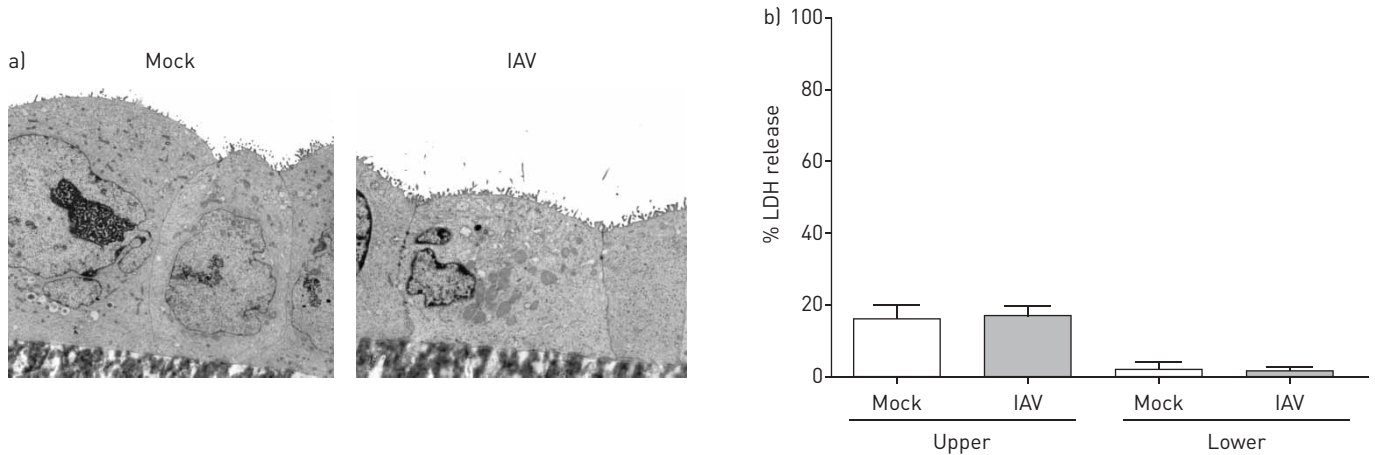 a)
Mock
IAV
b)
% LDH release
100
80
60
40
20
0
Mock
IAV
Mock
IAV
Upper
Lower